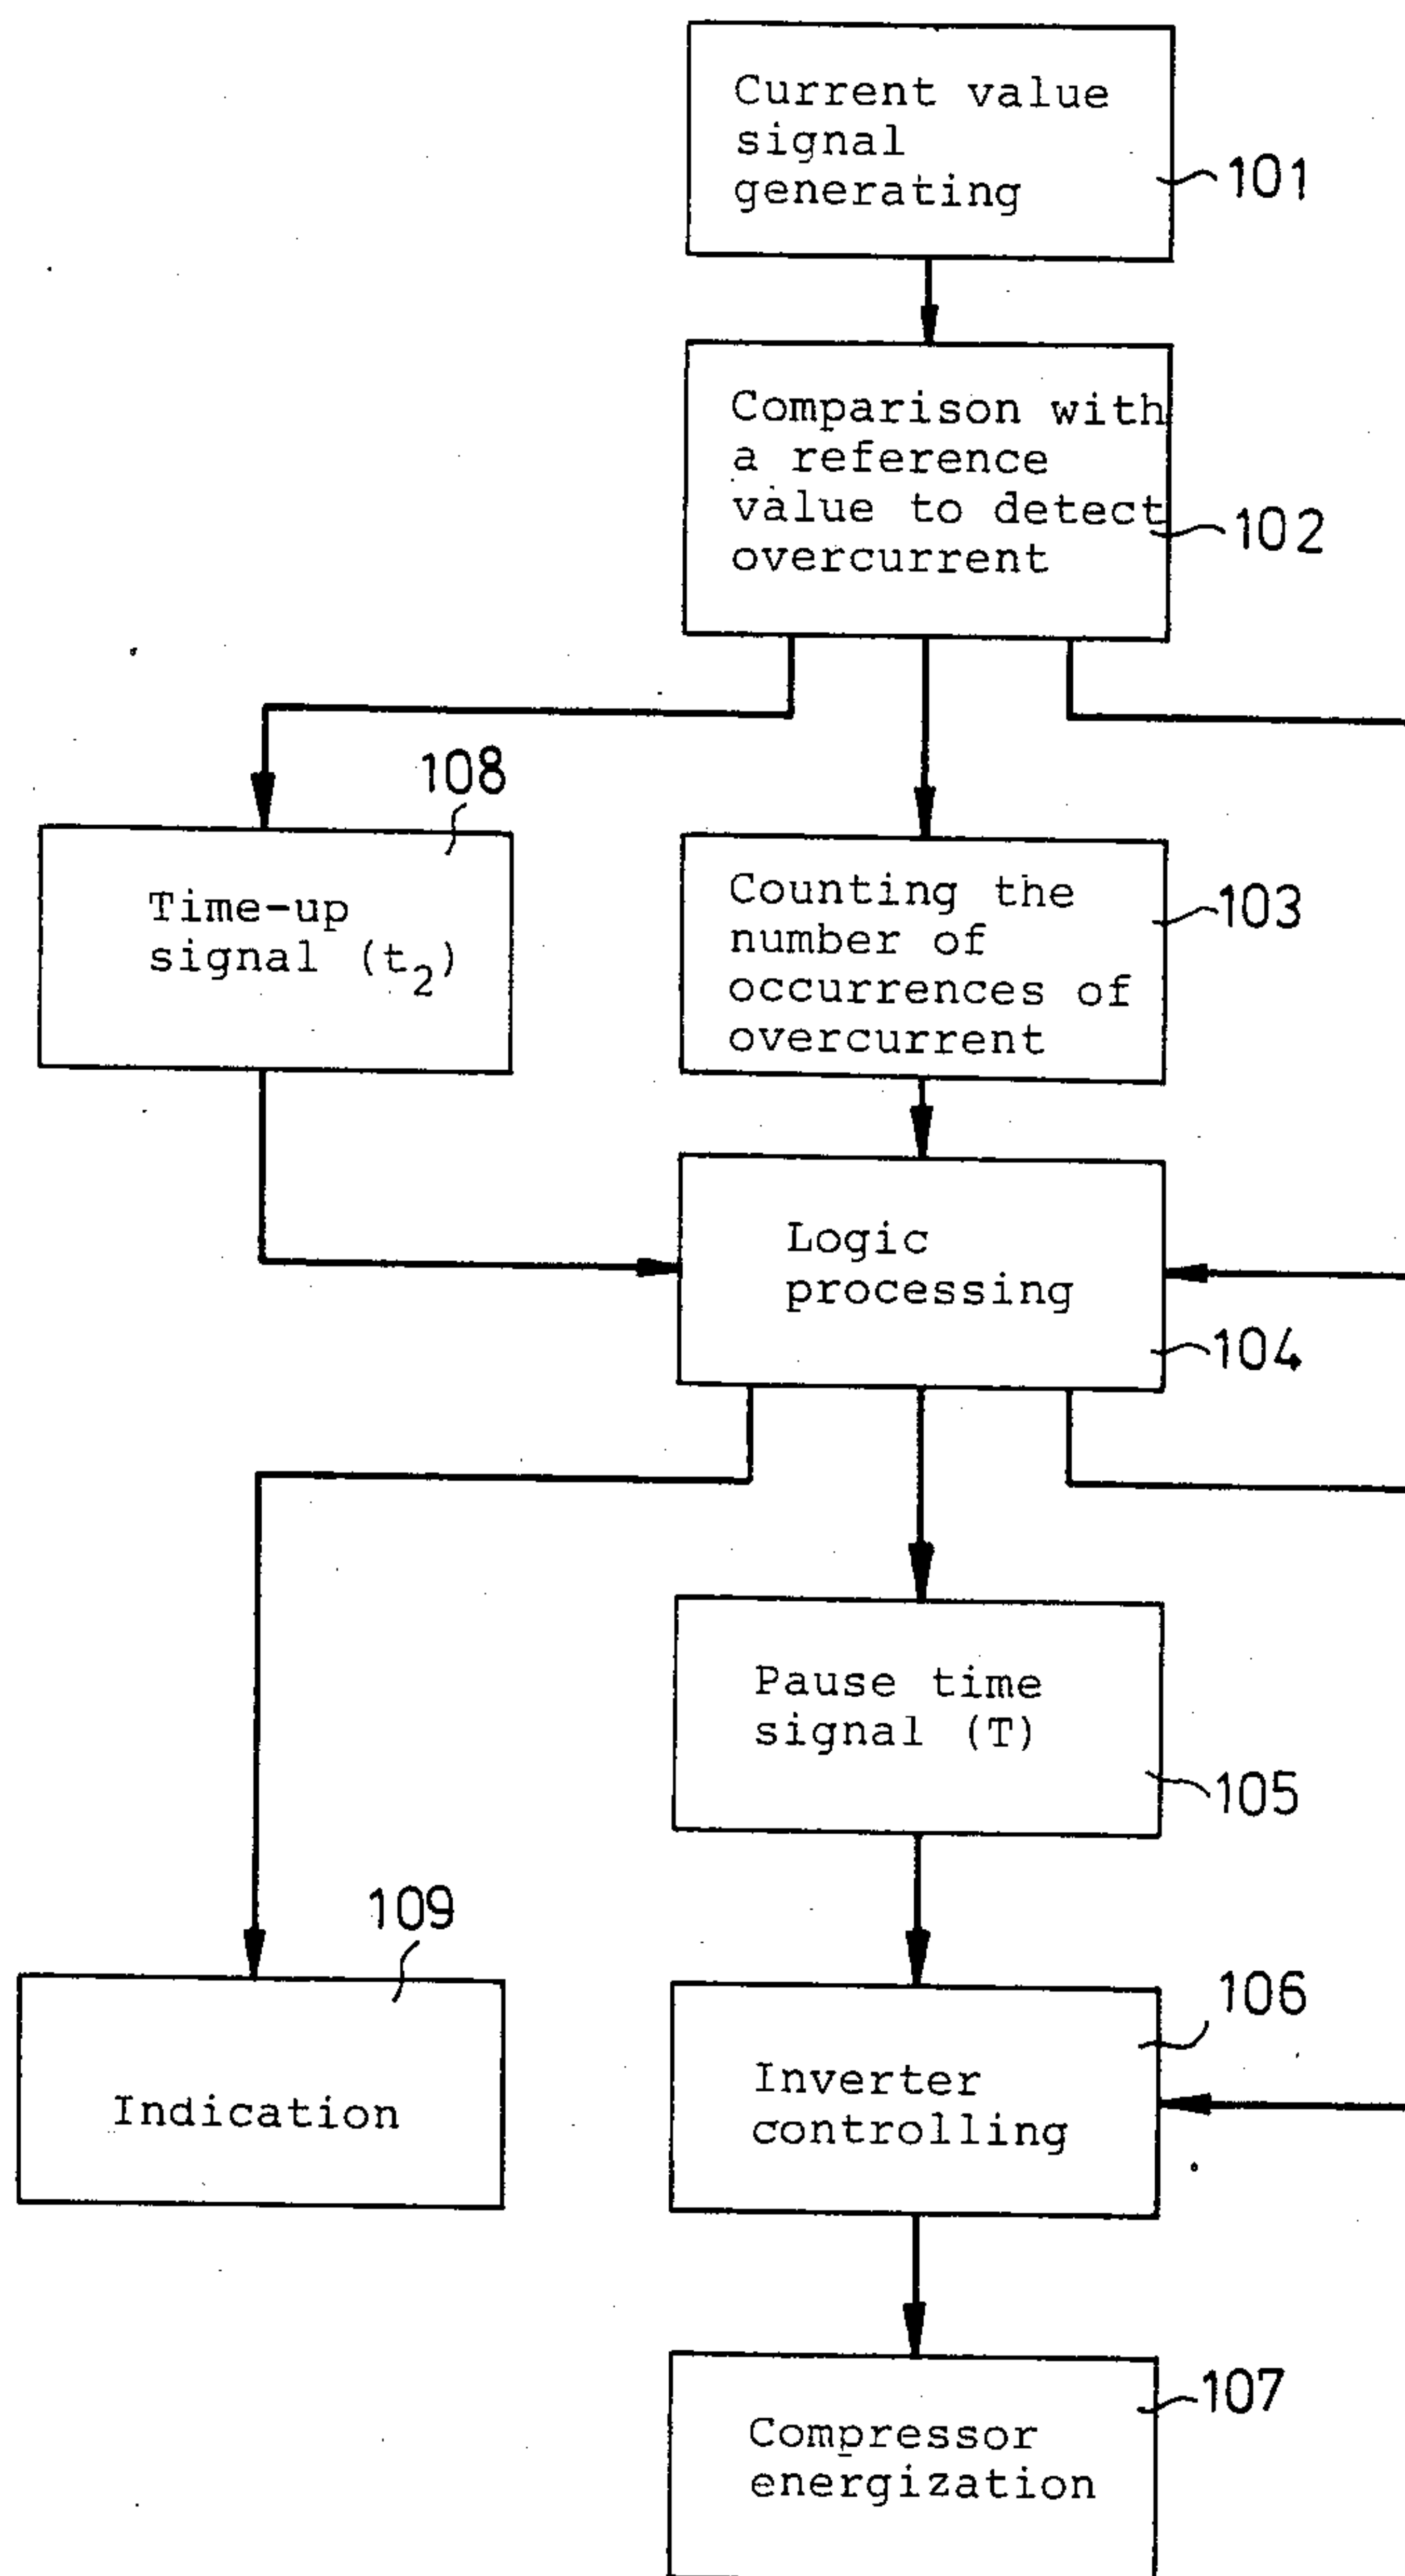 Current value
signal
generating
101
Comparison with
a reference
value to detect
overcurrent
102
108
Time-up
signal (t₂)
Counting the
number of
occurrences of
overcurrent
103
Logic
processing
104
Pause time
signal (T)
105
109
Indication
106
Inverter
controlling
107
Compressor
energization